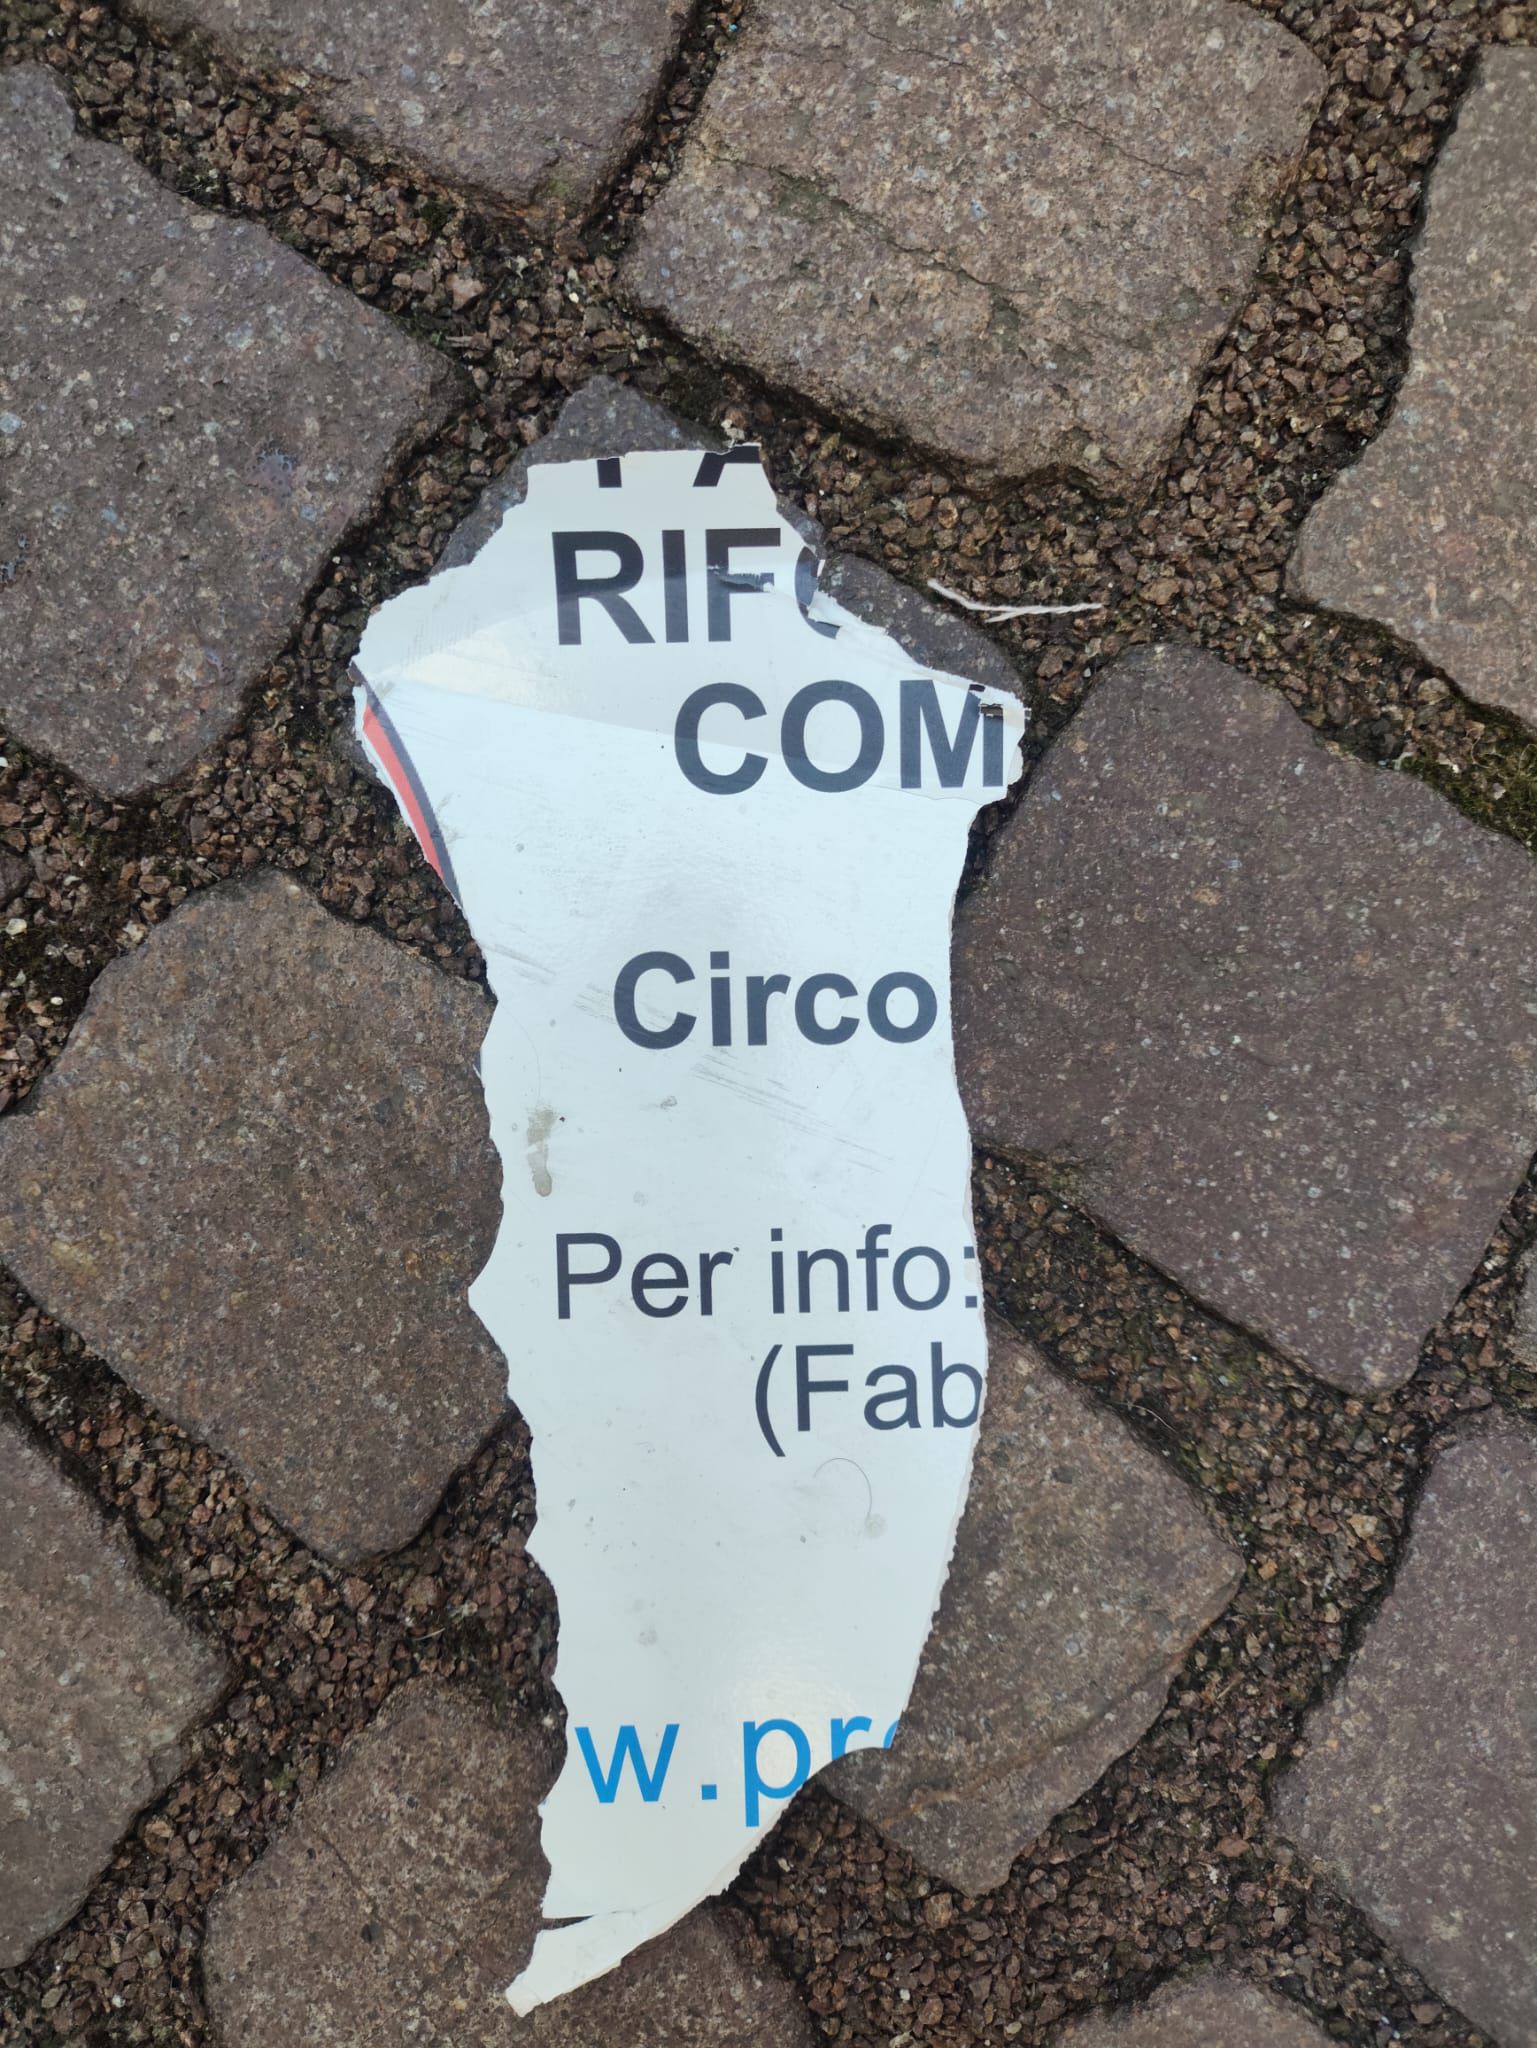 RIF
COM
Circo
Per info:
(Fab
w.pr